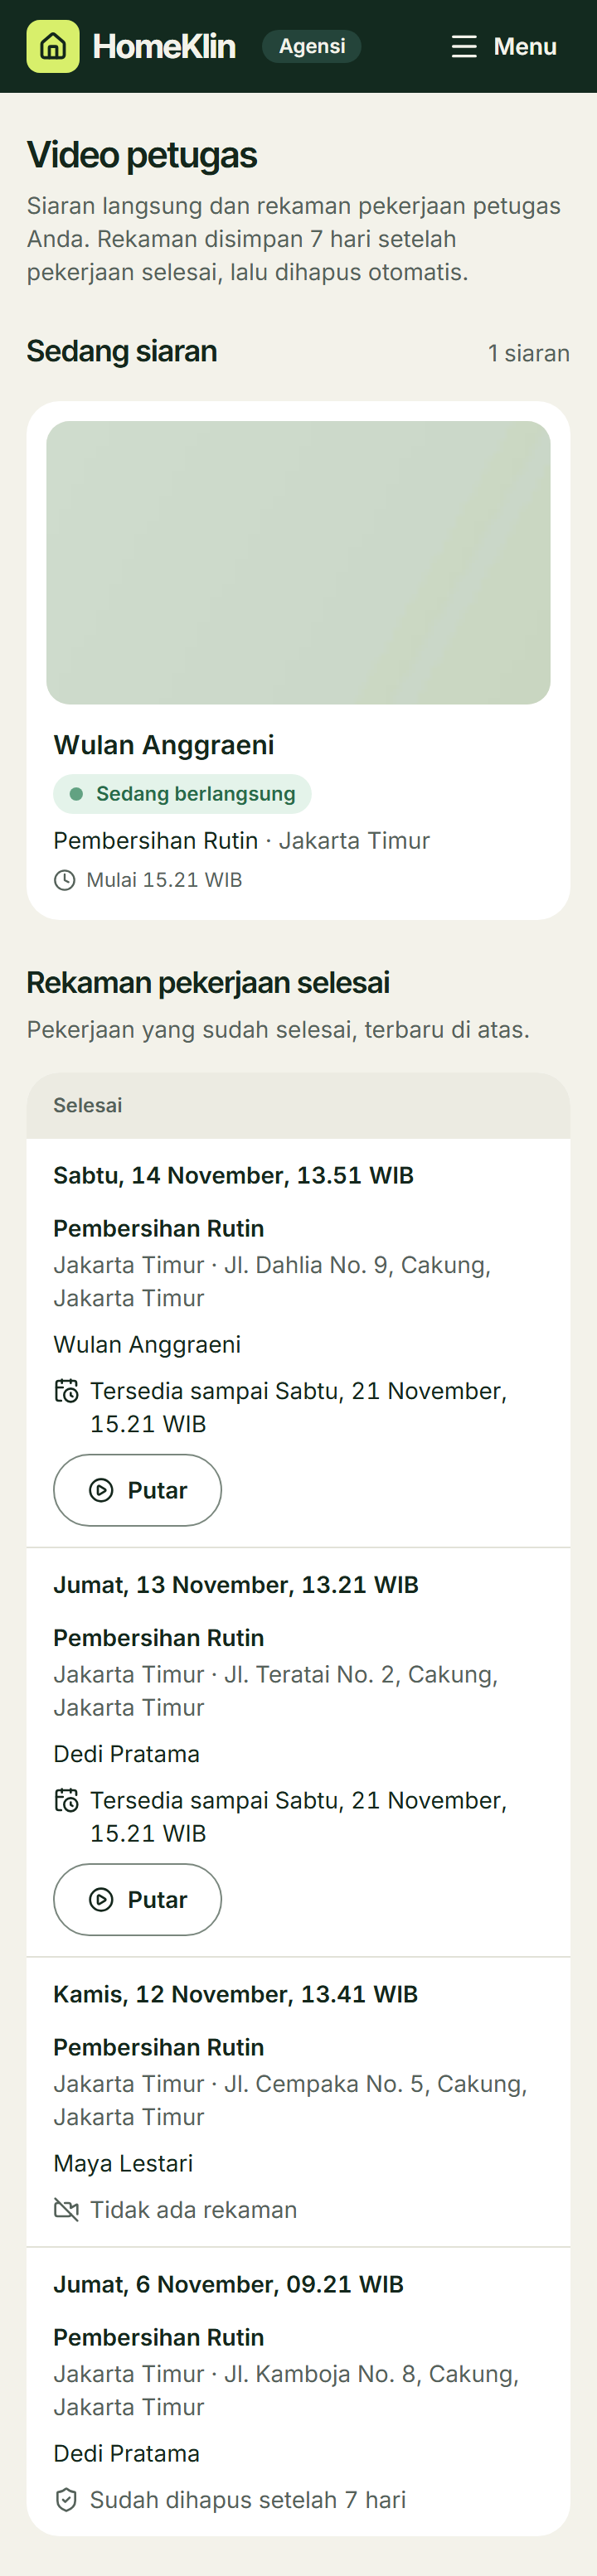 HomeKlin
Agensi
Menu
Video petugas
Siaran langsung dan rekaman pekerjaan petugas
Anda. Rekaman disimpan 7 hari setelah
pekerjaan selesai, lalu dihapus otomatis.
Sedang siaran
1 siaran
Wulan Anggraeni
Sedang berlangsung
Pembersihan Rutin · Jakarta Timur
Mulai 15.21 WIB
Rekaman pekerjaan selesai
Pekerjaan yang sudah selesai, terbaru di atas.
Selesai
Sabtu, 14 November, 13.51 WIB
Pembersihan Rutin
Jakarta Timur · Jl. Dahlia No. 9, Cakung,
Jakarta Timur
Wulan Anggraeni
Tersedia sampai Sabtu, 21 November,
15.21 WIB
Putar
Jumat, 13 November, 13.21 WIB
Pembersihan Rutin
Jakarta Timur · Jl. Teratai No. 2, Cakung,
Jakarta Timur
Dedi Pratama
Tersedia sampai Sabtu, 21 November,
15.21 WIB
Putar
Kamis, 12 November, 13.41 WIB
Pembersihan Rutin
Jakarta Timur · Jl. Cempaka No. 5, Cakung,
Jakarta Timur
Maya Lestari
Tidak ada rekaman
Jumat, 6 November, 09.21 WIB
Pembersihan Rutin
Jakarta Timur · Jl. Kamboja No. 8, Cakung,
Jakarta Timur
Dedi Pratama
Sudah dihapus setelah 7 hari